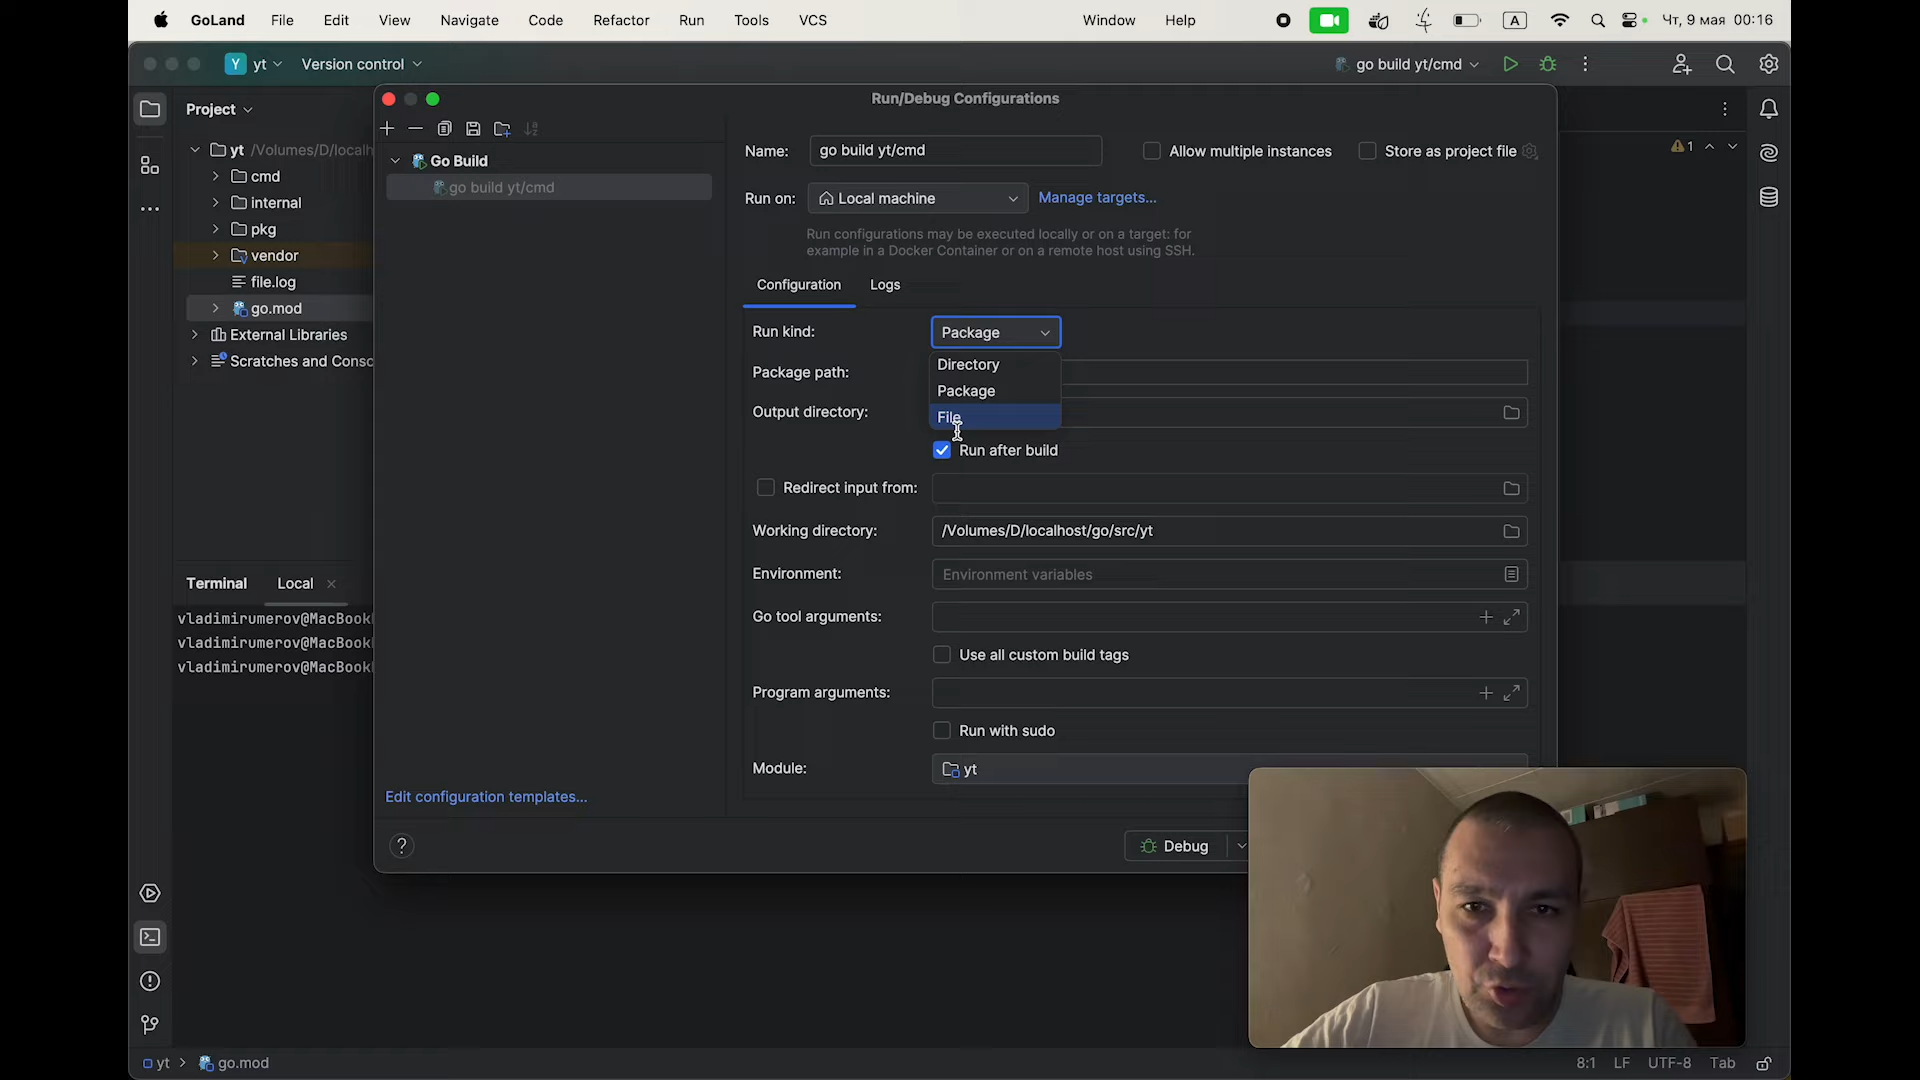 GoLand File Edit View Navigate Code Refactor Run Tools VCS Window Help A Чт, 9 мая 00:16
Y yt Version control go build yt/cmd
Project
yt /Volumes/D/localh
cmd
internal
pkg
vendor
file.log
go.mod
External Libraries
Scratches and Conso
Run/Debug Configurations
Go Build
go build yt/cmd
Edit configuration templates...
?
Name: go build yt/cmd Allow multiple instances Store as project file
Run on: Local machine Manage targets...
Run configurations may be executed locally or on a target: for
example in a Docker Container or on a remote host using SSH.
Configuration Logs
Run kind: Package
Directory
Package
File
Package path:
Output directory:
Run after build
Redirect input from:
Working directory: /Volumes/D/localhost/go/src/yt
Environment: Environment variables
Go tool arguments:
Use all custom build tags
Program arguments:
Run with sudo
Module: yt
Debug
1
Terminal Local
vladimirumerov@MacBook
vladimirumerov@MacBook
vladimirumerov@MacBook
yt > go.mod 8:1 LF UTF-8 Tab